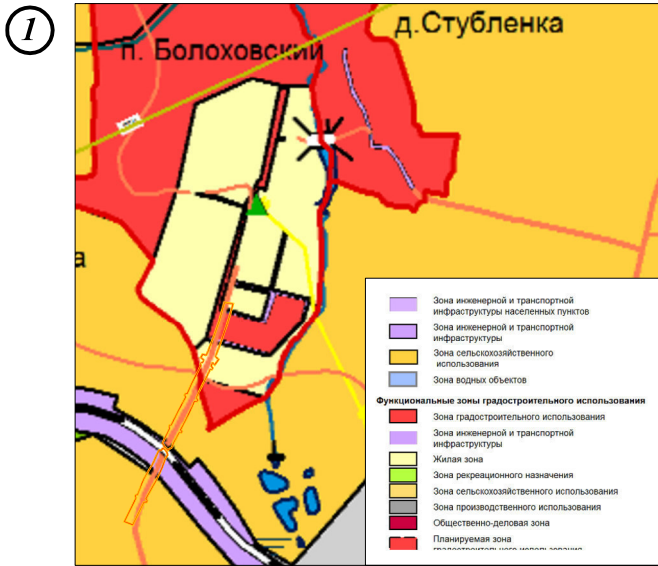 1
п. Болоховский
д.Стубленка
а
Зона инженерной и транспортной
инфраструктуры населенных пунктов
Зона инженерной и транспортной
инфраструктуры
Зона сельскохозяйственного
использования
Зона водных объектов
Функциональные зоны градостроительного использования
Зона градостроительного использования
Зона инженерной и транспортной
инфраструктуры
Жилая зона
Зона рекреационного назначения
Зона сельскохозяйственного использования
Зона производственного использования
Общественно-деловая зона
Планируемая зона
градостроительного использования